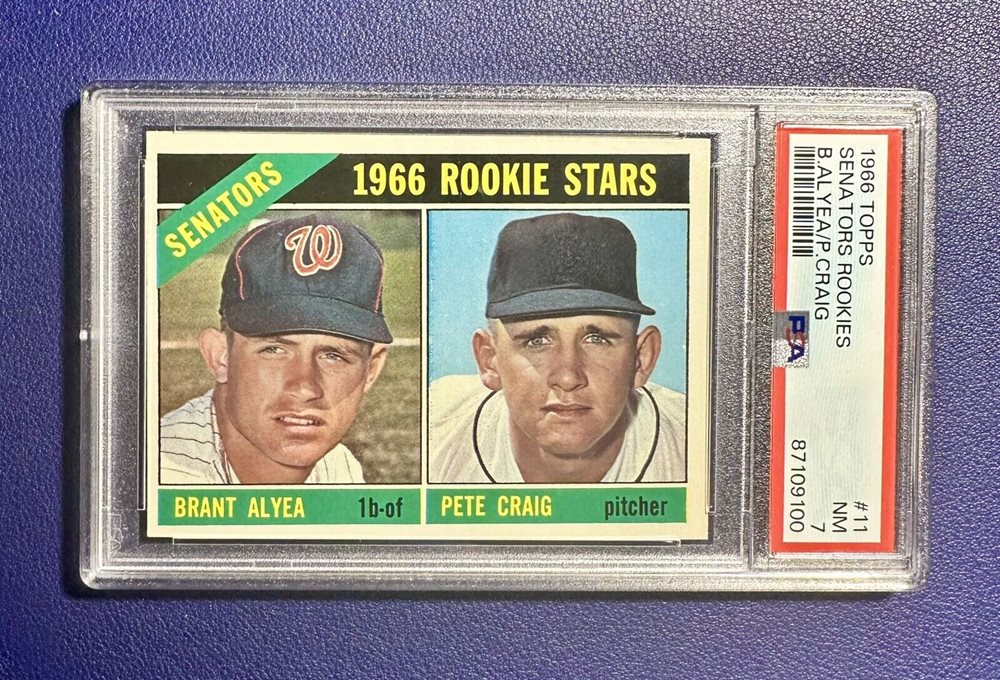 SENATORS
1966 ROOKIE STARS
W
BRANT ALYEA 1b-of
PETE CRAIG pitcher
1966 TOPPS #11
SENATORS ROOKIES NM
B.ALYEA/P.CRAIG 7
PSA 87109100